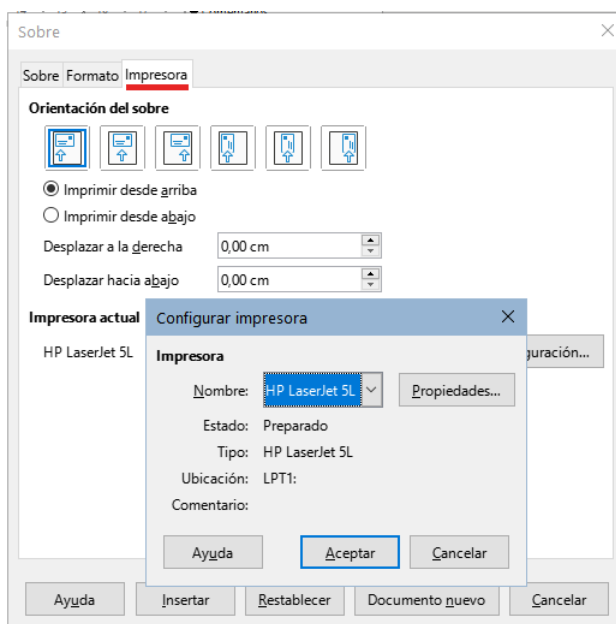 Sobre
Sobre Formato Impresora
Orientación del sobre
Imprimir desde arriba
Imprimir desde abajo
Desplazar a la derecha 0,00 cm
Desplazar hacia abajo 0,00 cm
Impresora actual
HP LaserJet 5L
guración...
Configurar impresora
Impresora
Nombre: HP LaserJet 5L Propiedades...
Estado: Preparado
Tipo: HP LaserJet 5L
Ubicación: LPT1:
Comentario:
Ayuda Aceptar Cancelar
Ayuda Insertar Restablecer Documento nuevo Cancelar